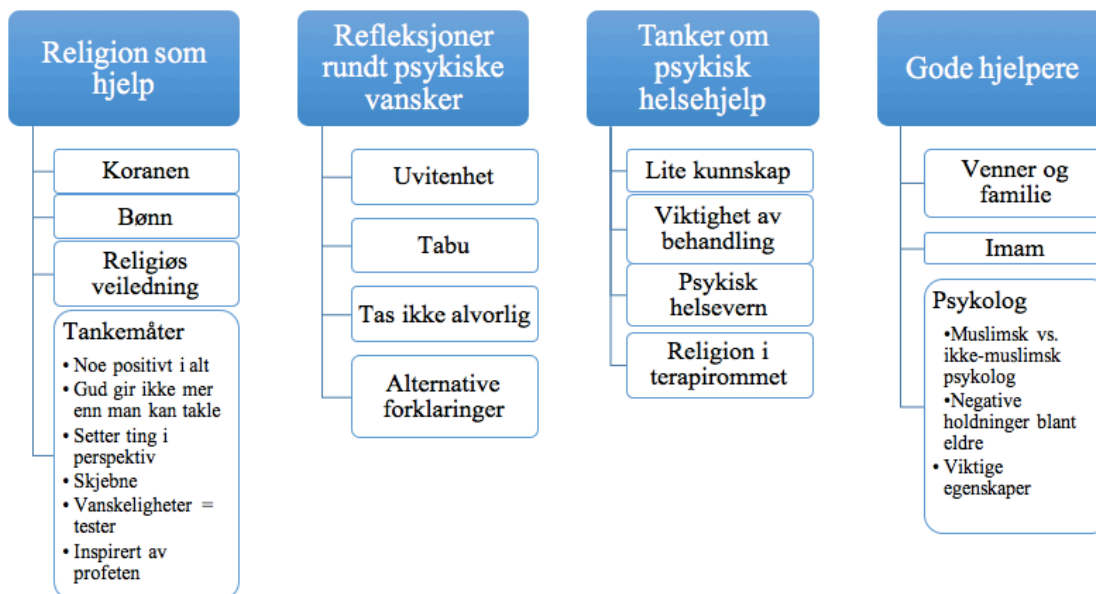 Religion som
hjelp
Koranen
Bønn
Religiøs
veiledning
Tankemåter
• Noe positivt i alt
• Gud gir ikke mer
enn man kan takle
• Setter ting i
perspektiv
• Skjebne
• Vanskeligheter =
tester
• Inspirert av
profeten
Refleksjoner
rundt psykiske
vansker
Uvitenhet
Tabu
Tas ikke alvorlig
Alternative
forklaringer
Tanker om
psykisk
helsehjelp
Lite kunnskap
Viktighet av
behandling
Psykisk
helsevern
Religion i
terapirommet
Gode hjelpere
Venner og
familie
Imam
Psykolog
•Muslimsk vs.
ikke-muslimsk
psykolog
•Negative
holdninger blant
eldre
• Viktige
egenskaper